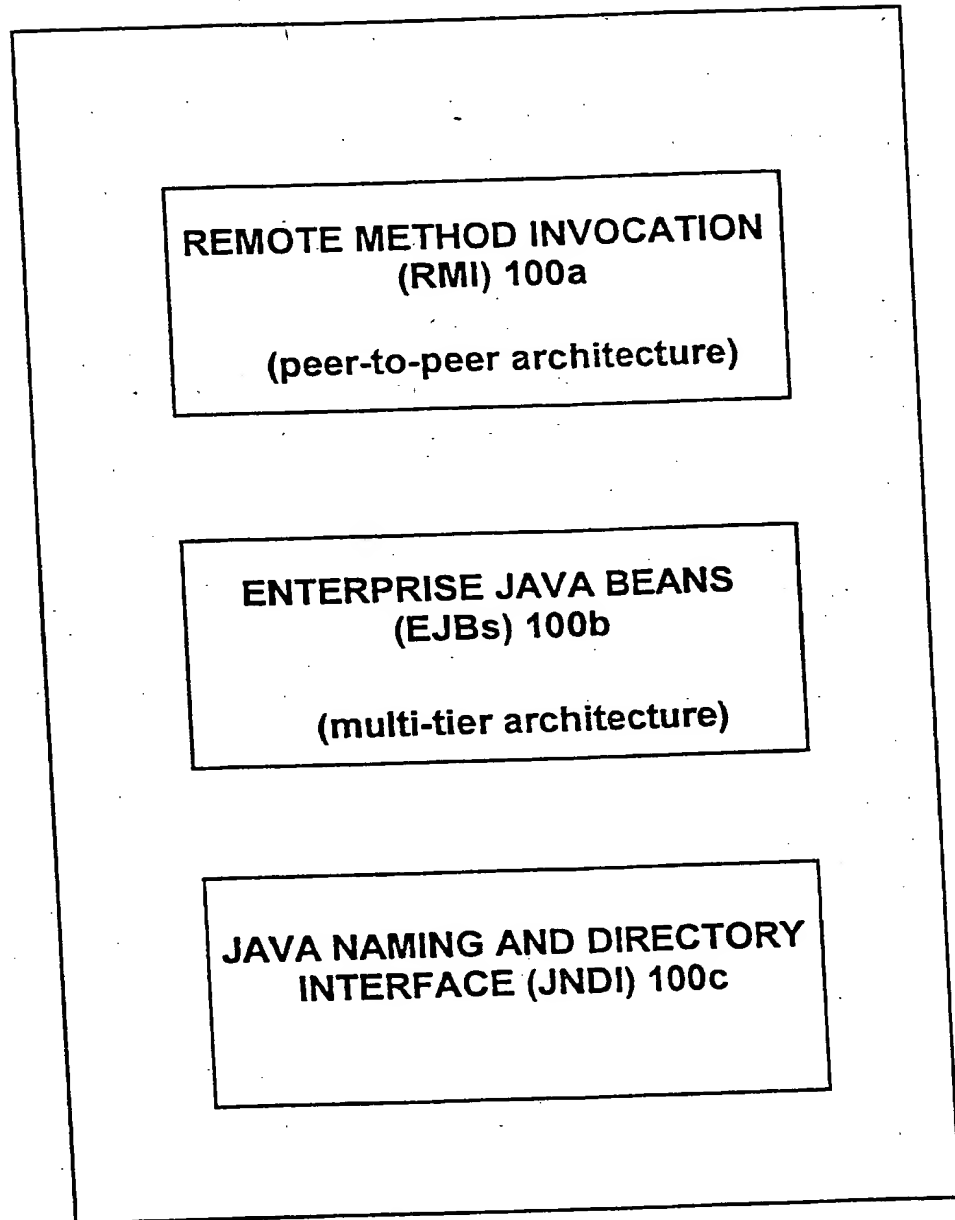 REMOTE METHOD INVOCATION
(RMI) 100a
(peer-to-peer architecture)
ENTERPRISE JAVA BEANS
(EJBs) 100b
(multi-tier architecture)
JAVA NAMING AND DIRECTORY
INTERFACE (JNDI) 100c